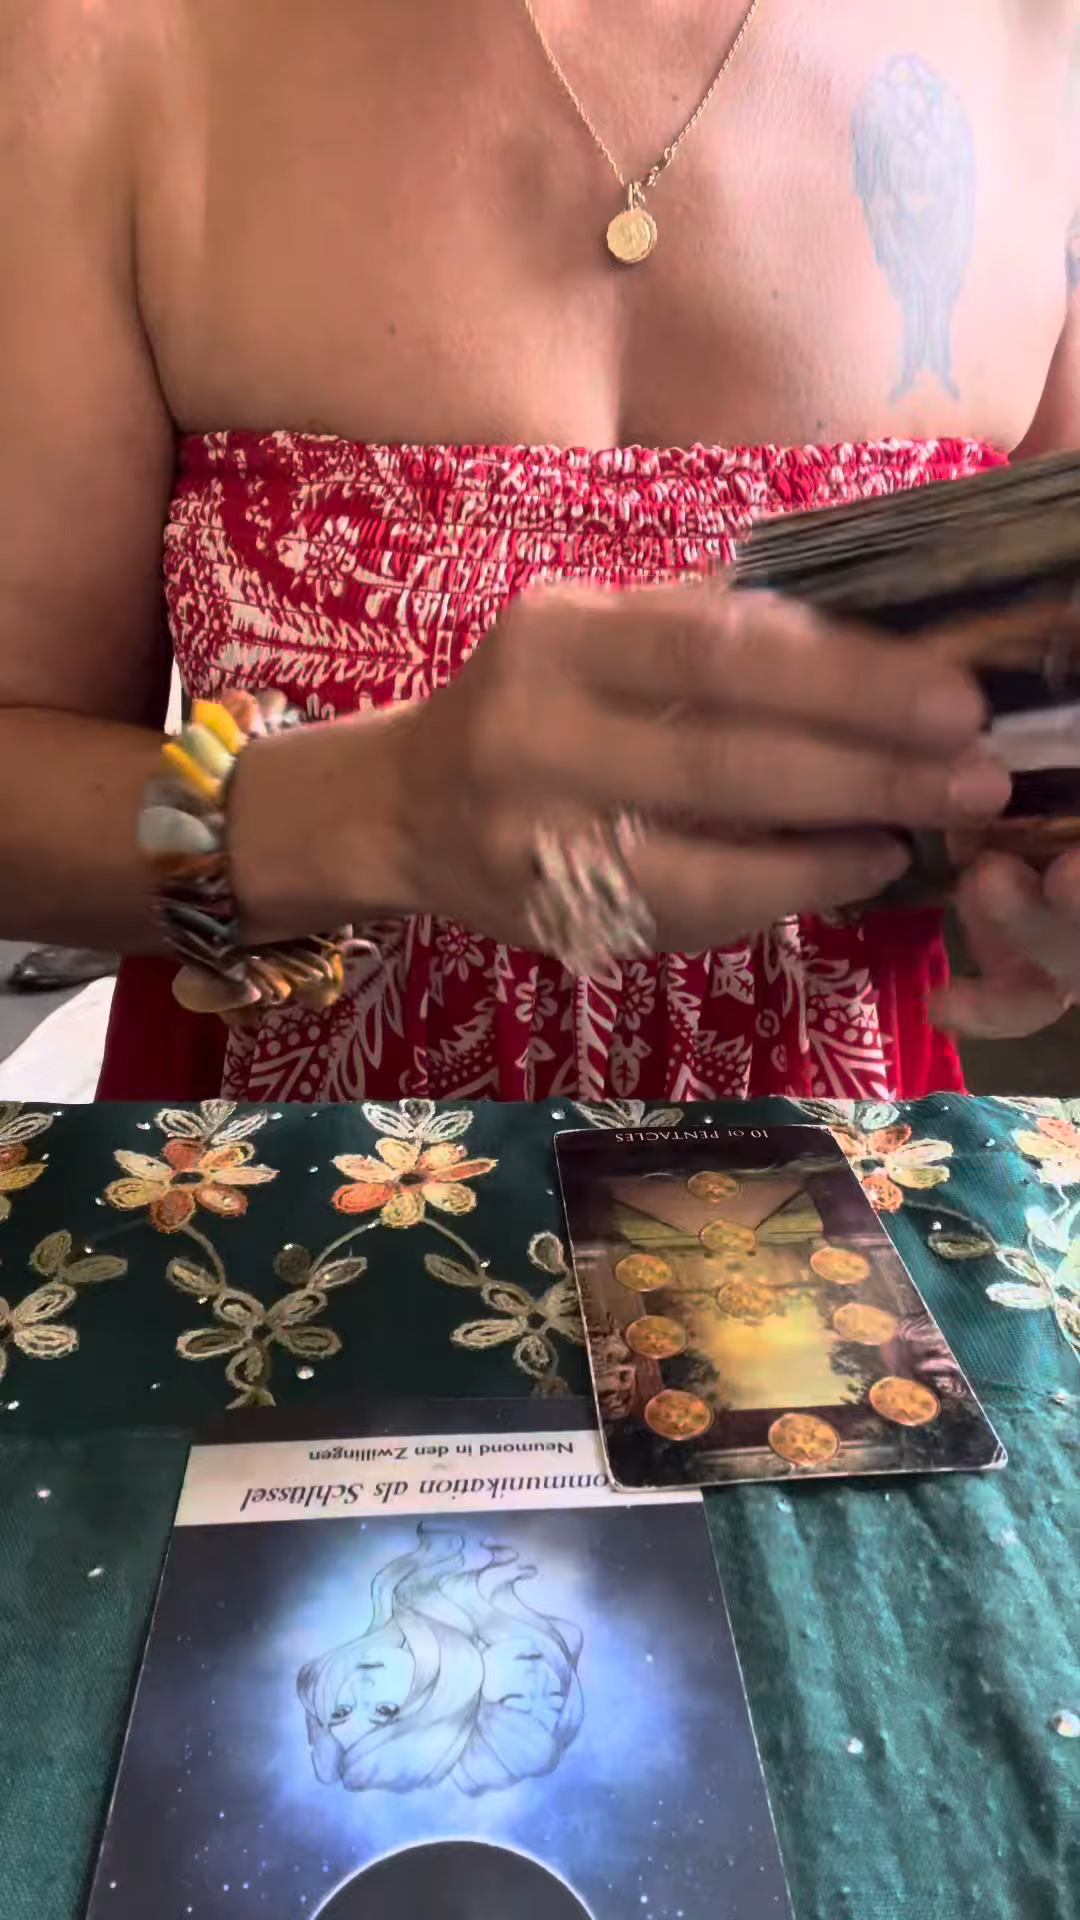 10 OF PENTACLES
ommunikation als Schlüssel
Neumond in den Zwillingen